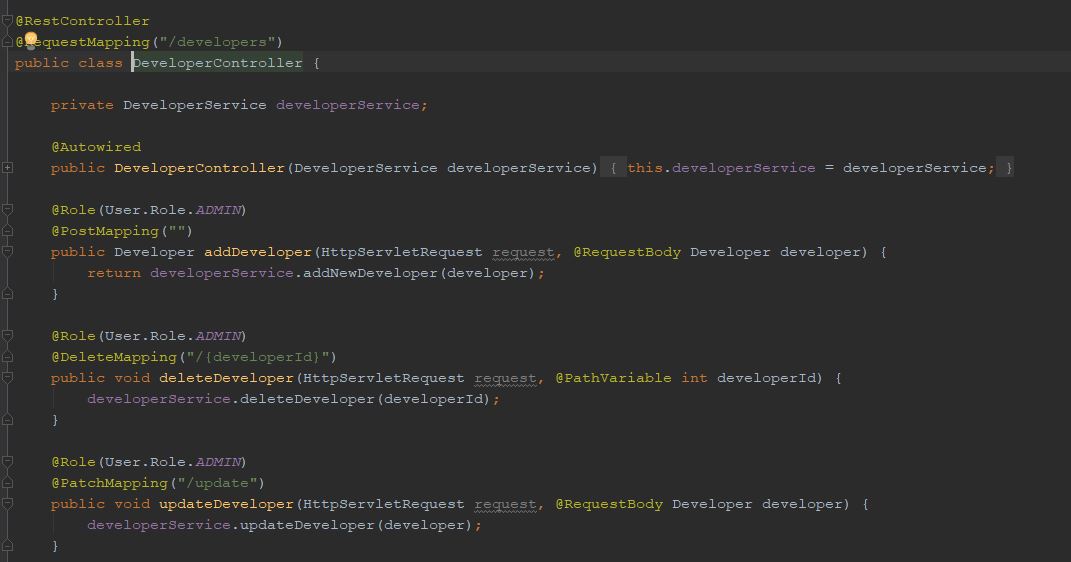 @RestController
@RequestMapping("/developers")
public class DeveloperController {
private DeveloperService developerService;
@Autowired
public DeveloperController(DeveloperService developerService) { this.developerService = developerService; }
@Role(User.Role.ADMIN)
@PostMapping("")
public Developer addDeveloper(HttpServletRequest request, @RequestBody Developer developer) {
return developerService.addNewDeveloper(developer);
}
@Role(User.Role.ADMIN)
@DeleteMapping("/{developerId}")
public void deleteDeveloper(HttpServletRequest request, @PathVariable int developerId) {
developerService.deleteDeveloper(developerId);
}
@Role(User.Role.ADMIN)
@PatchMapping("/update")
public void updateDeveloper(HttpServletRequest request, @RequestBody Developer developer) {
developerService.updateDeveloper(developer);
}